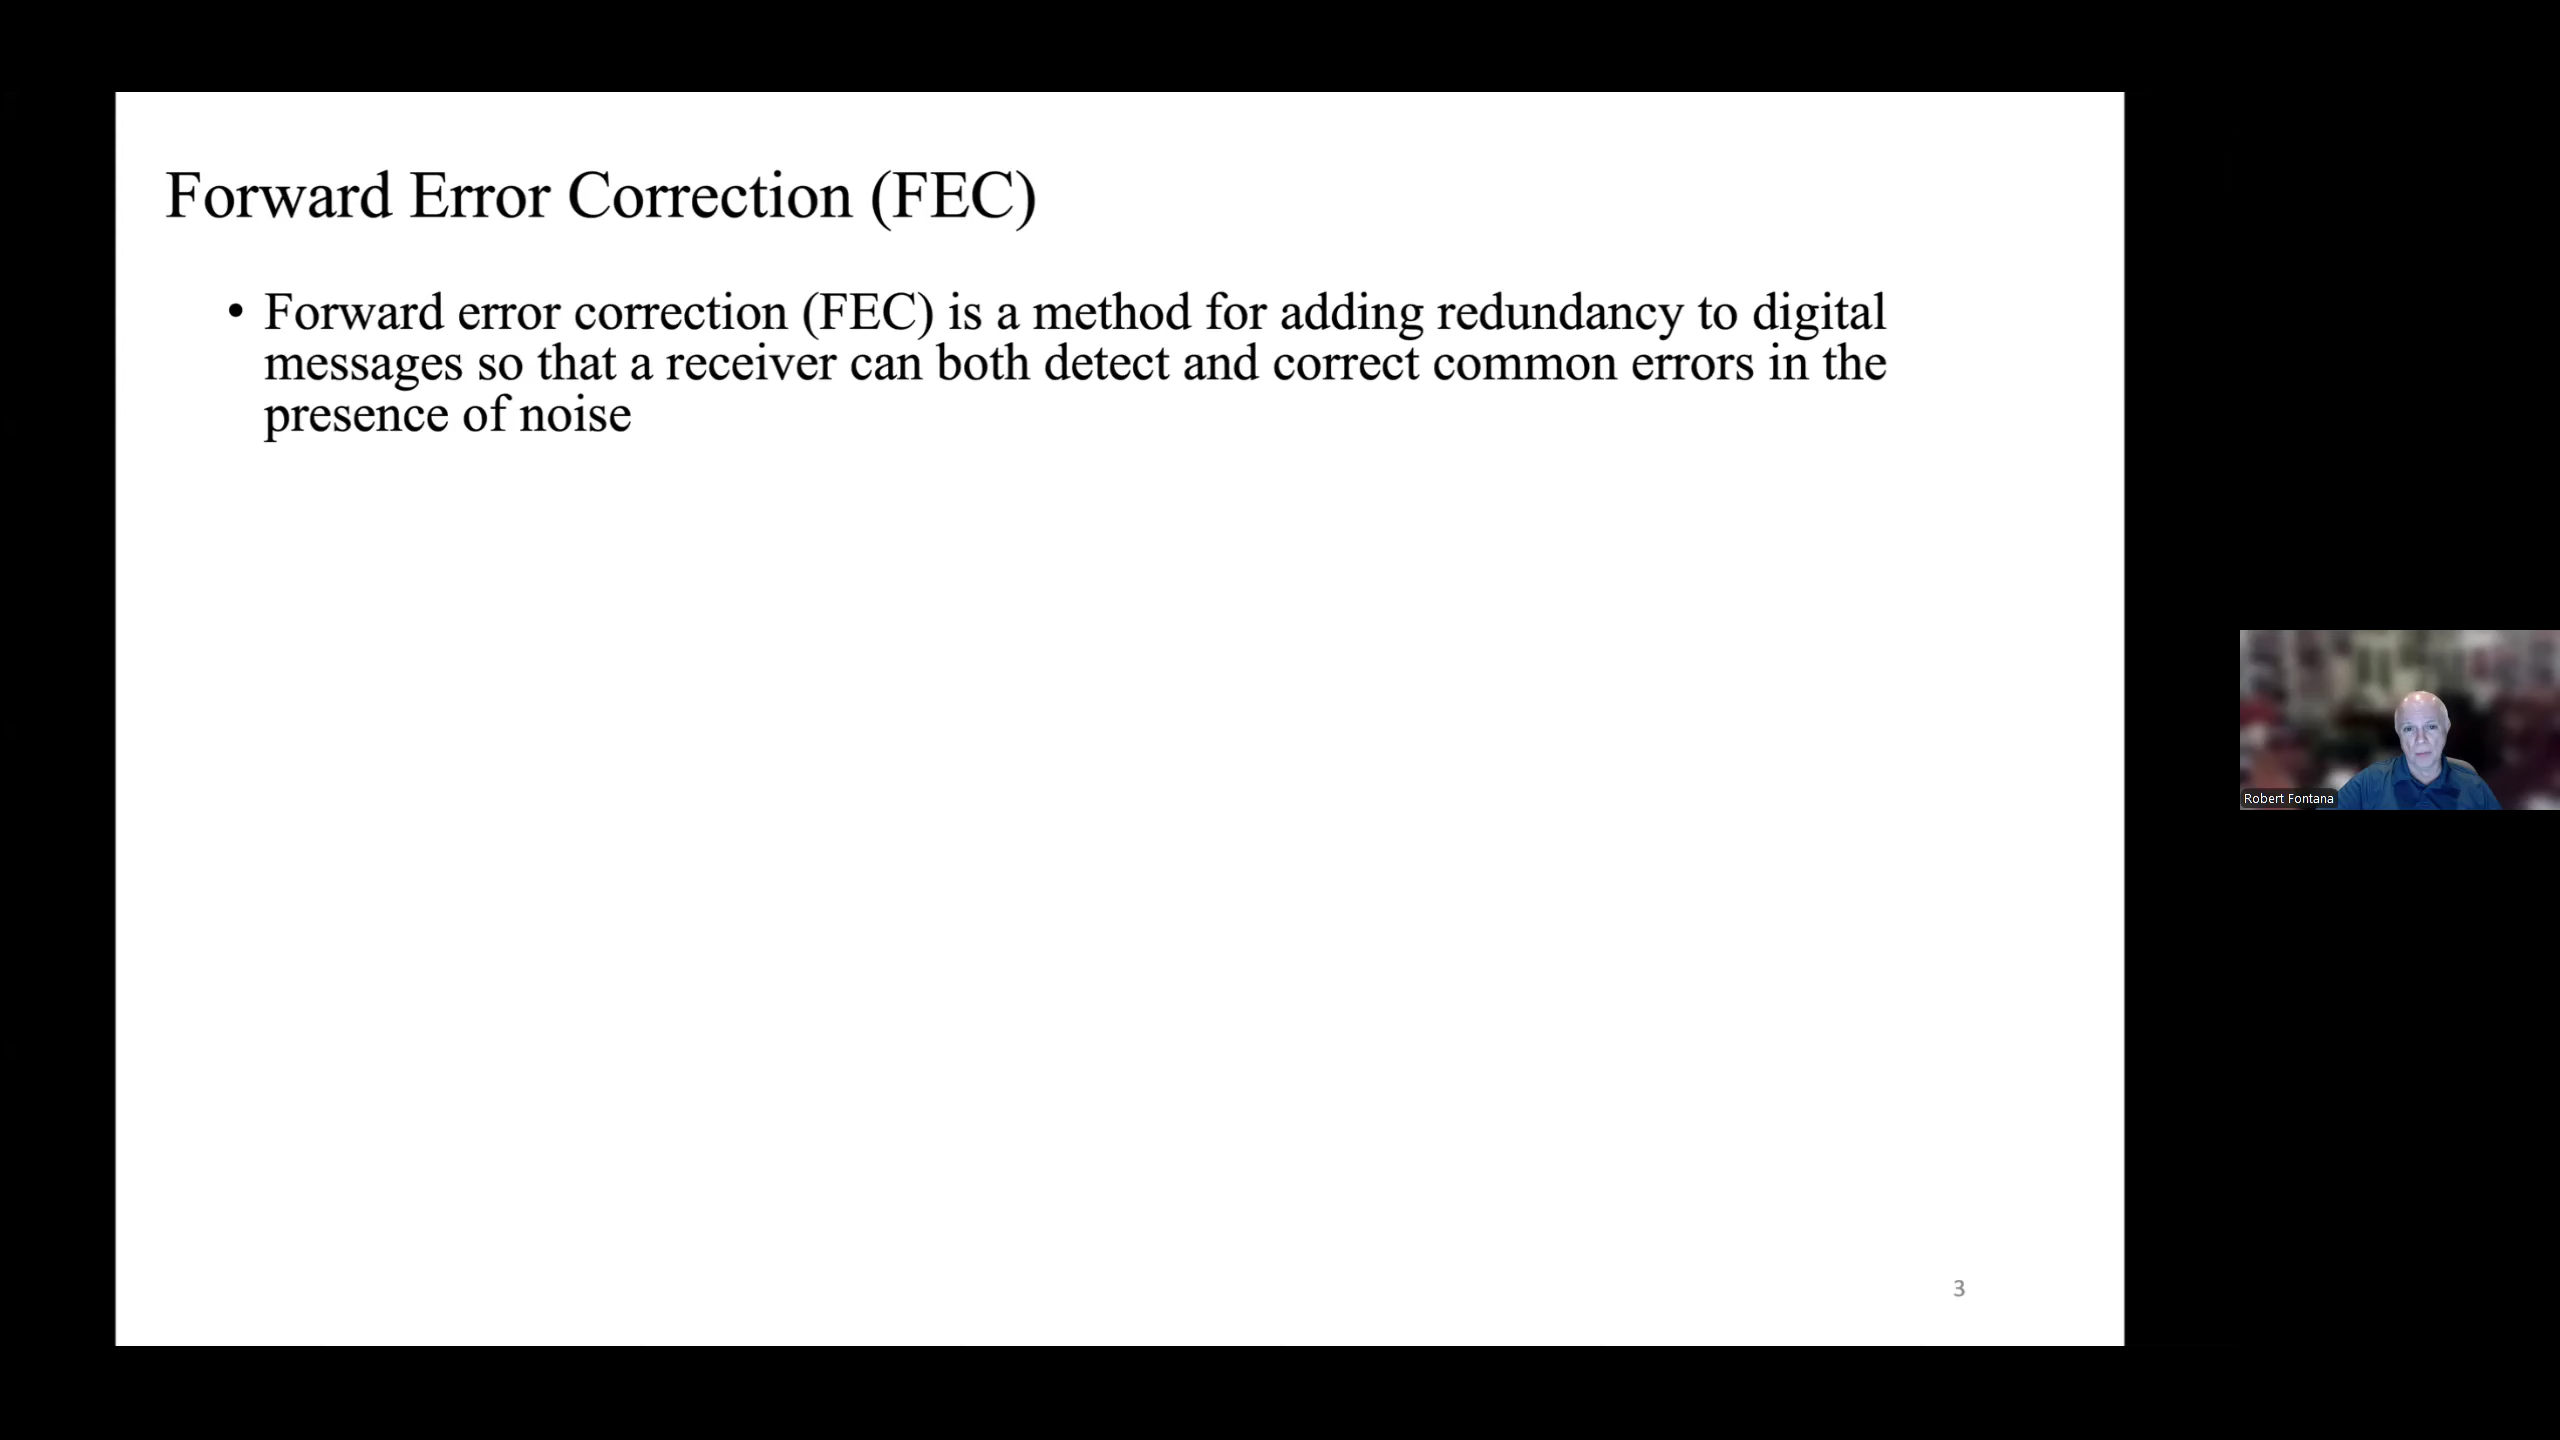 Forward Error Correction (FEC)
• Forward error correction (FEC) is a method for adding redundancy to digital
messages so that a receiver can both detect and correct common errors in the
presence of noise
Robert Fontana
3